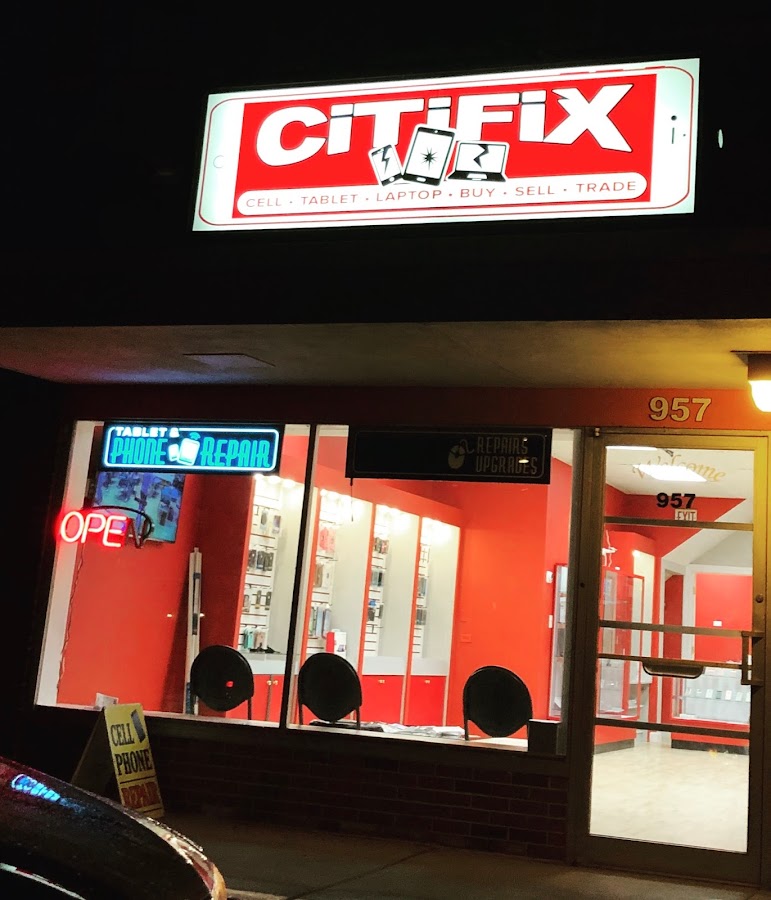 CiTiFiX
CELL • TABLET • LAPTOP • BUY • SELL • TRADE
957
TABLET &
PHONE REPAIR
REPAIRS
UPGRADES
Welcome
957
EXIT
OPEN
CELL
PHONE
REPAIR